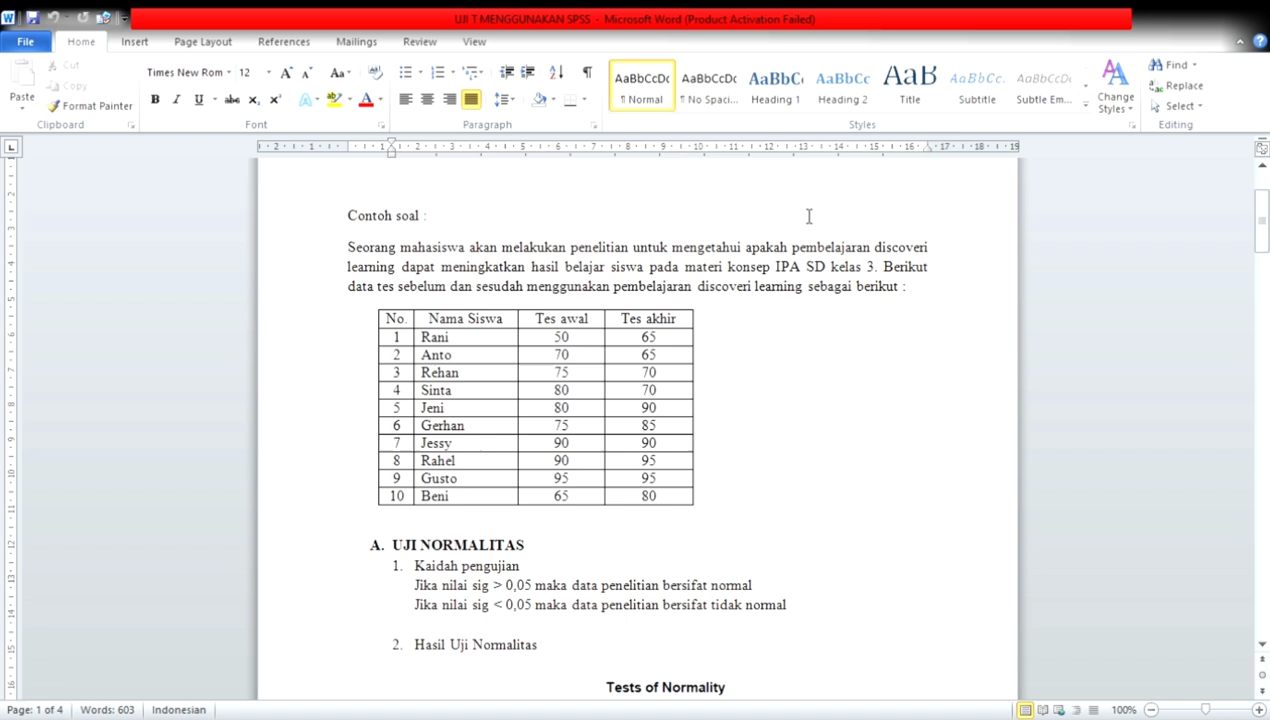 UJI T MENGGUNAKAN SPSS - Microsoft Word (Product Activation Failed)
File Home Insert Page Layout References Mailings Review View
Cut
Copy
Paste
Format Painter
Clipboard
Times New Rom 12
Font
Paragraph
AaBbCcDc AaBbCcDc AaBbC AaBbCc AaB AaBbCc. AaBbCcDc
¶ Normal ¶ No Spaci... Heading 1 Heading 2 Title Subtitle Subtle Em...
Change Styles
Styles
Find
Replace
Select
Editing
Contoh soal :
Seorang mahasiswa akan melakukan penelitian untuk mengetahui apakah pembelajaran discoveri
learning dapat meningkatkan hasil belajar siswa pada materi konsep IPA SD kelas 3. Berikut
data tes sebelum dan sesudah menggunakan pembelajaran discoveri learning sebagai berikut :
No. Nama Siswa Tes awal Tes akhir
1 Rani 50 65
2 Anto 70 65
3 Rehan 75 70
4 Sinta 80 70
5 Jeni 80 90
6 Gerhan 75 85
7 Jessy 90 90
8 Rahel 90 95
9 Gusto 95 95
10 Beni 65 80
A. UJI NORMALITAS
1. Kaidah pengujian
Jika nilai sig > 0,05 maka data penelitian bersifat normal
Jika nilai sig < 0,05 maka data penelitian bersifat tidak normal
2. Hasil Uji Normalitas
Tests of Normality
Page: 1 of 4 Words: 603 Indonesian 100%